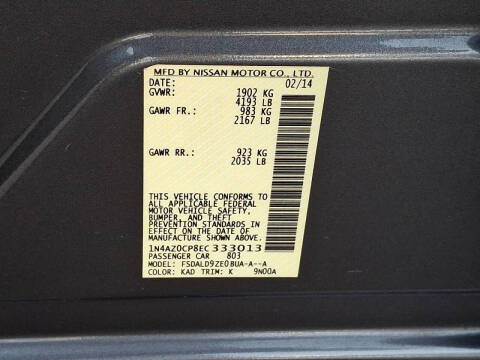 MFD BY NISSAN MOTOR CO., LTD.
DATE: 02/14
GVWR: 1902 KG
4193 LB
GAWR FR.: 983 KG
2167 LB
GAWR RR.: 923 KG
2035 LB
THIS VEHICLE CONFORMS TO
ALL APPLICABLE FEDERAL
MOTOR VEHICLE SAFETY,
BUMPER, AND THEFT
PREVENTION STANDARDS IN
EFFECT ON THE DATE OF
MANUFACTURE SHOWN ABOVE.
1N4AZ0CP8EC333013
PASSENGER CAR 803
MODEL: FSDALD9ZE0BUA-A--A
COLOR: KAD TRIM: K 9N00A